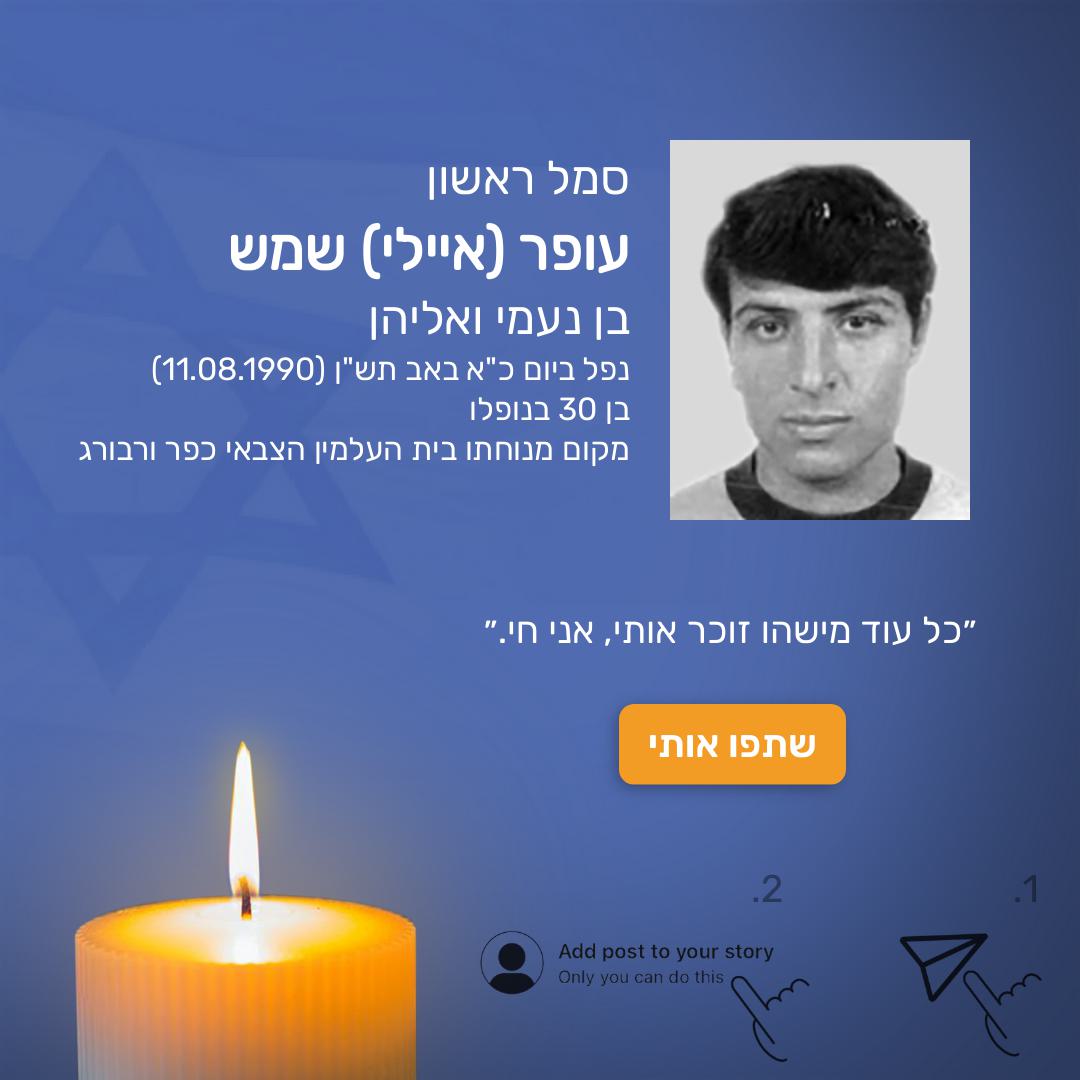 סמל ראשון
עופר (איילי) שמש
בן נעמי ואליהן
נפל ביום כ"א באב תש"ן (11.08.1990)
בן 30 בנופלו
מקום מנוחתו בית העלמין הצבאי כפר ורבורג
״כל עוד מישהו זוכר אותי, אני חי.״
שתפו אותי
.1
.2
Add post to your story
Only you can do this